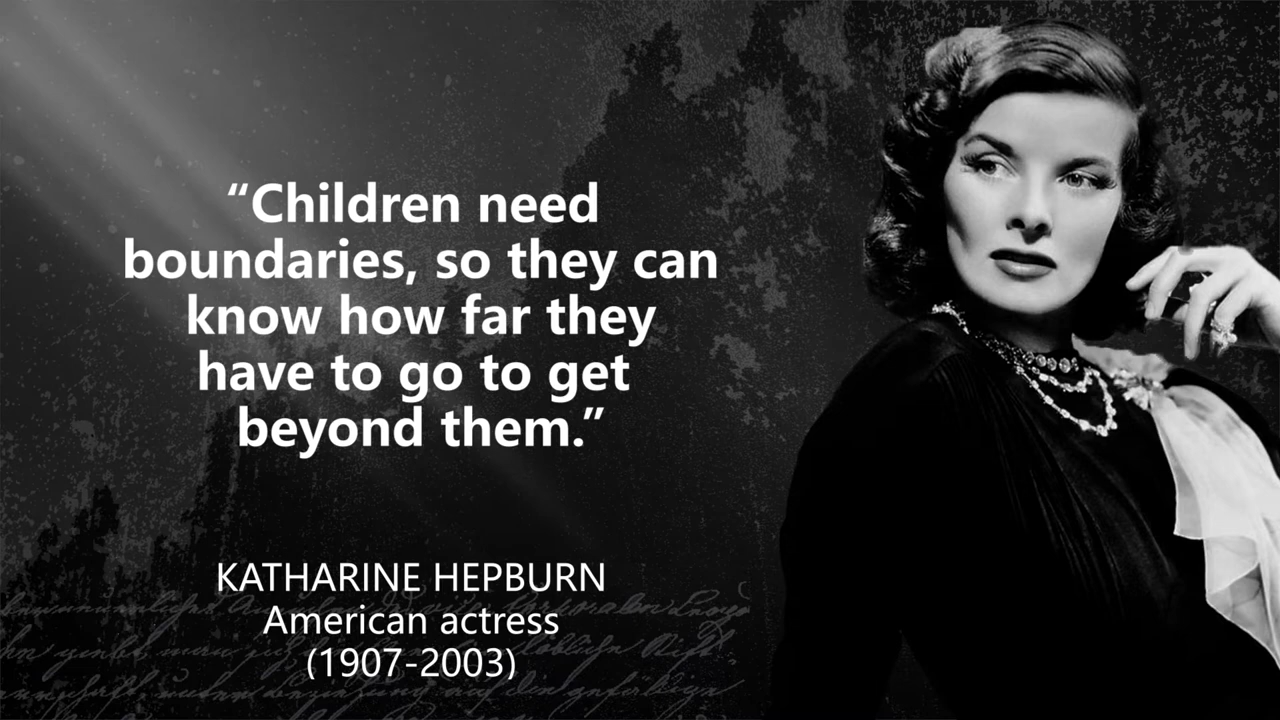 “Children need
boundaries, so they can
know how far they
have to go to get
beyond them.”
KATHARINE HEPBURN
American actress
(1907-2003)